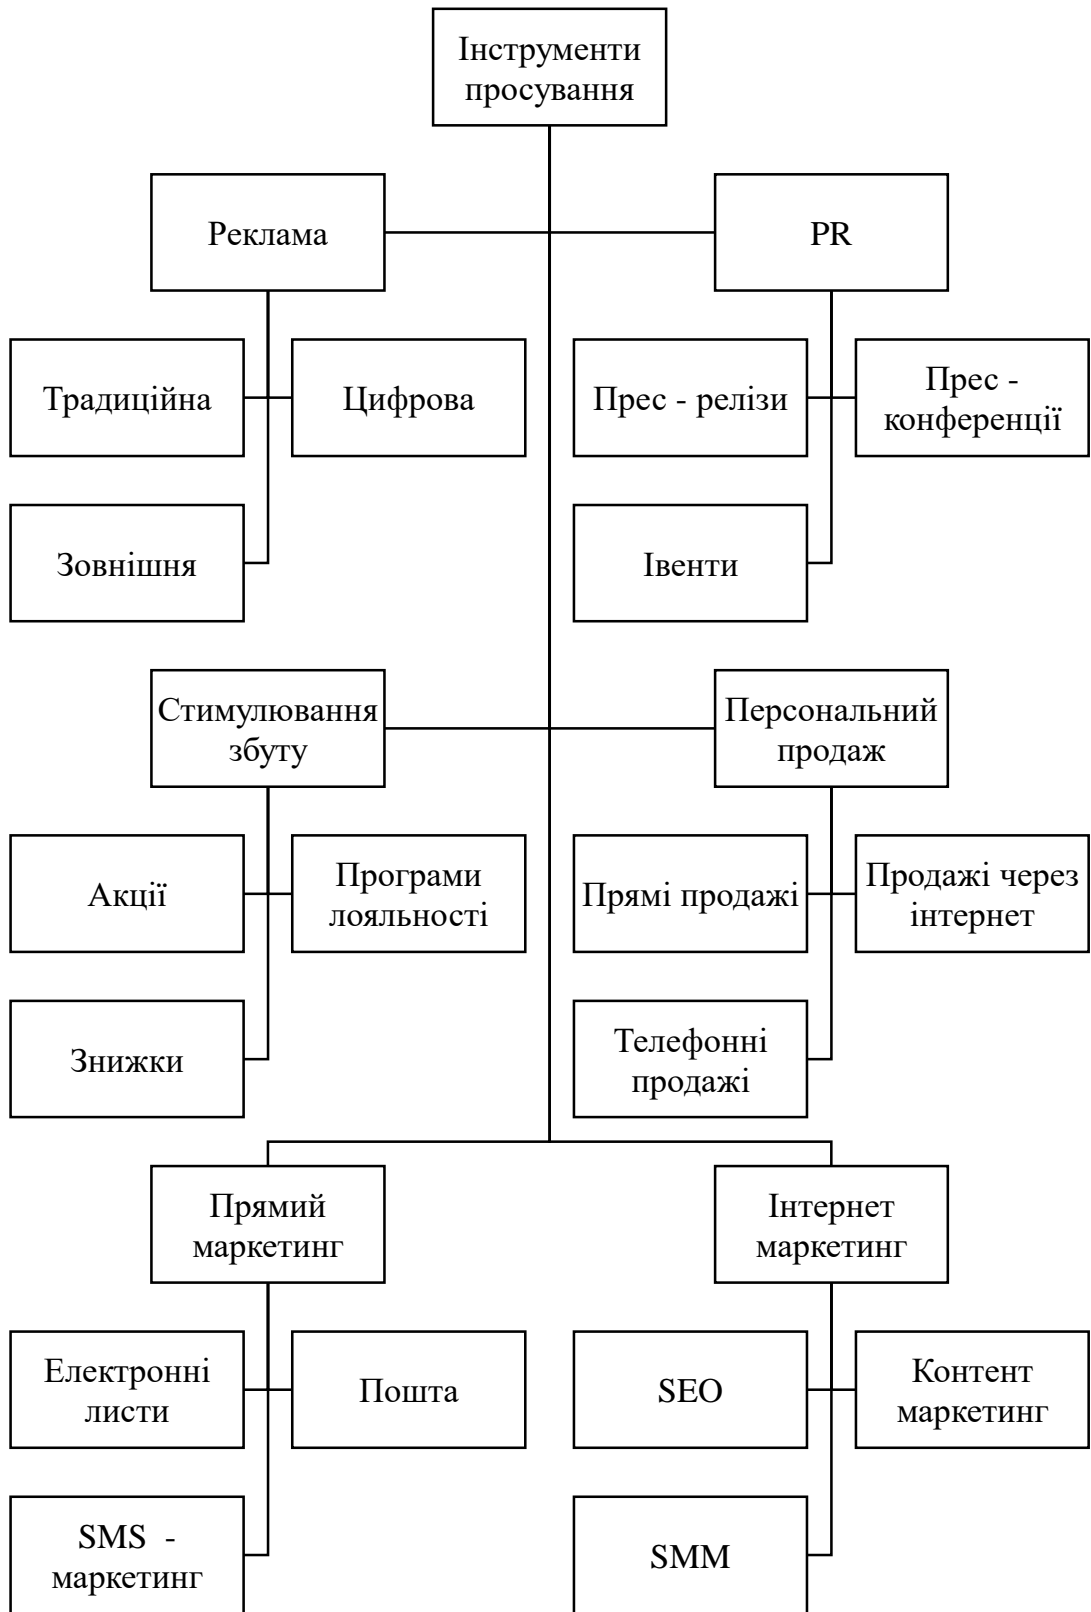 Інструменти
просування
Реклама
PR
Традиційна
Цифрова
Прес - релізи
Прес -
конференції
Зовнішня
Івенти
Стимулювання
збуту
Персональний
продаж
Акції
Програми
лояльності
Прямі продажі
Продажі через
інтернет
Знижки
Телефонні
продажі
Прямий
маркетинг
Інтернет
маркетинг
Електронні
листи
Пошта
SEO
Контент
маркетинг
SMS -
маркетинг
SMM